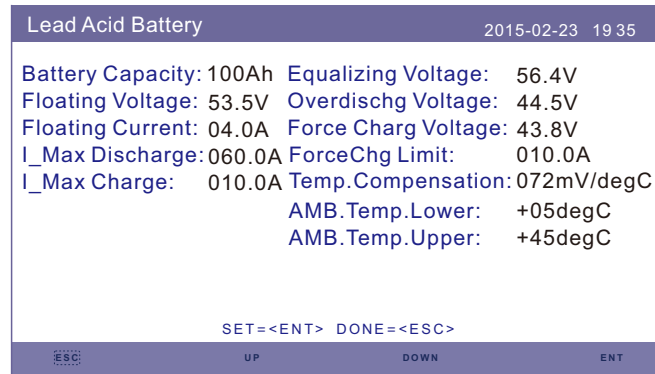 Lead Acid Battery 2015-02-23 19 35
Battery Capacity: 100Ah Equalizing Voltage: 56.4V
Floating Voltage: 53.5V Overdischg Voltage: 44.5V
Floating Current: 04.0A Force Charg Voltage: 43.8V
I_Max Discharge: 060.0A ForceChg Limit: 010.0A
I_Max Charge: 010.0A Temp.Compensation: 072mV/degC
AMB.Temp.Lower: +05degC
AMB.Temp.Upper: +45degC
SET=<ENT> DONE=<ESC>
ESC UP DOWN ENT